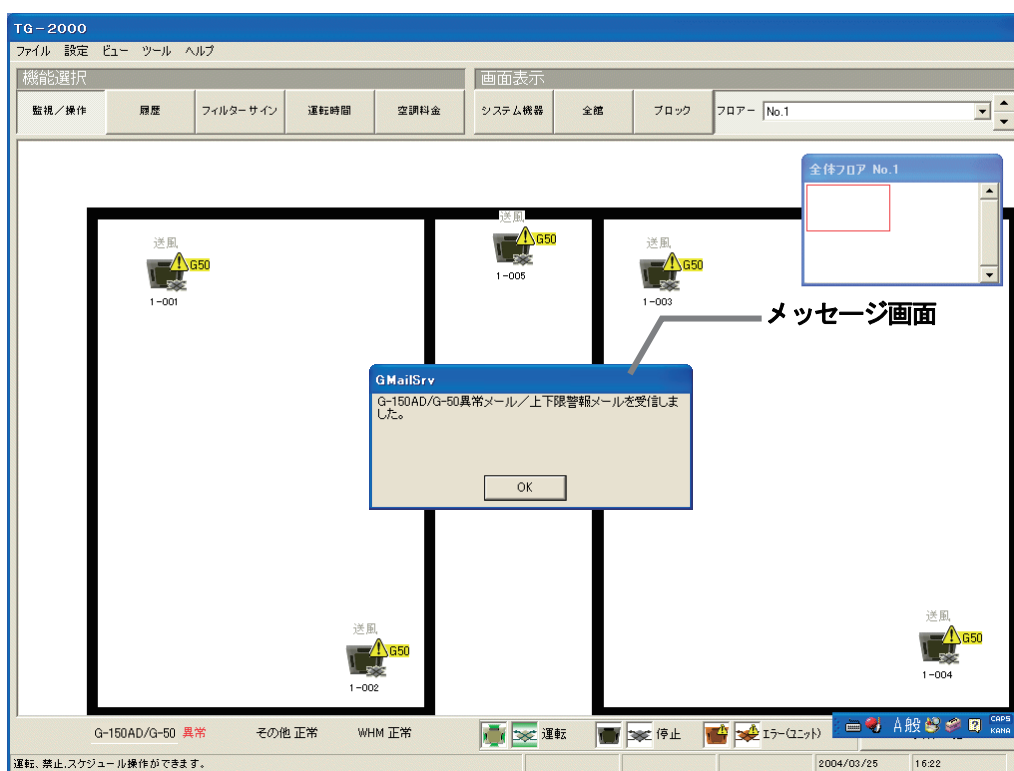 TG-2000
ファイル 設定 ビュー ツール ヘルプ
機能選択 画面表示
監視／操作 履歴 フィルターサイン 運転時間 空調料金 システム機器 全館 ブロック フロアー No.1
全体フロア No.1
送風
G50
1-001
送風
G50
1-005
送風
G50
1-003
メッセージ画面
GMailSrv
G-150AD/G-50異常メール／上下限警報メールを受信しま
した。
OK
送風
G50
1-002
送風
G50
1-004
G-150AD/G-50 異常 その他 正常 WHM 正常 運転 停止 エラー(ユニット)
A般 CAPS
KANA
運転、禁止、スケジュール操作ができます。 2004/03/25 16:22